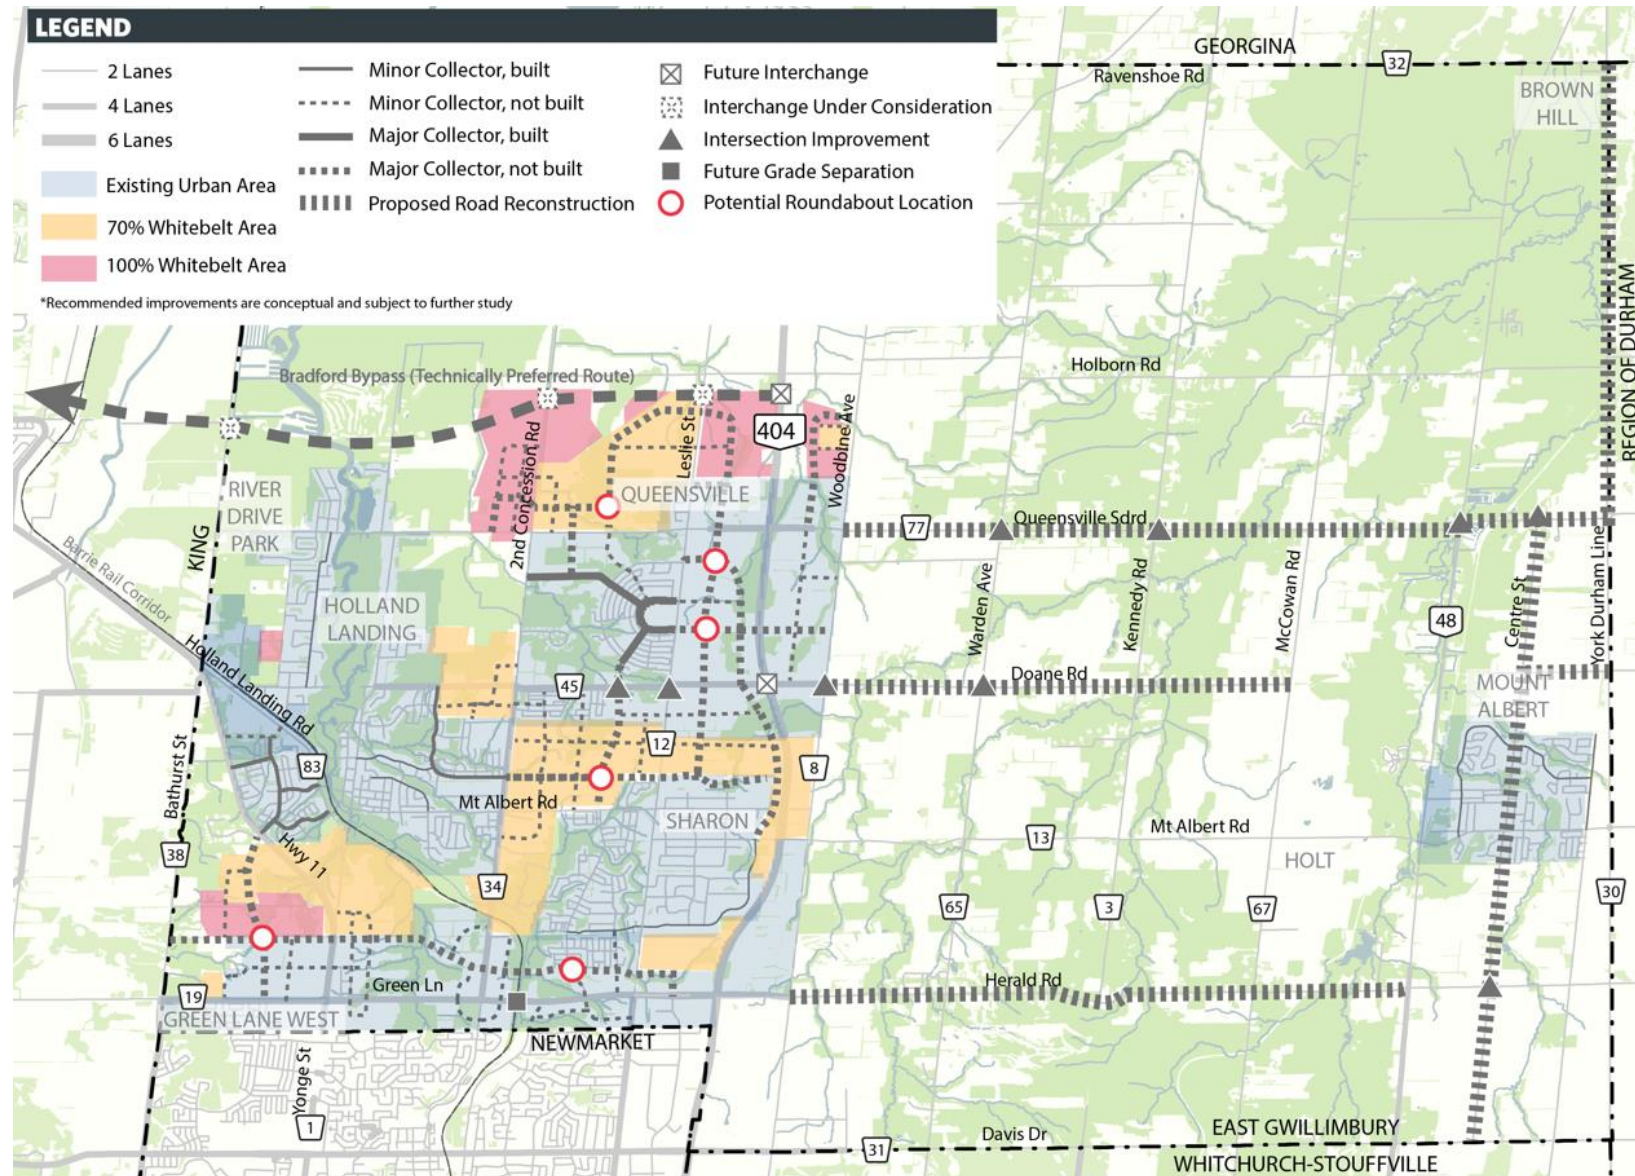 LEGEND
2 Lanes
4 Lanes
6 Lanes
Existing Urban Area
70% Whitebelt Area
100% Whitebelt Area
Minor Collector, built
Minor Collector, not built
Major Collector, built
Major Collector, not built
Proposed Road Reconstruction
Future Interchange
Interchange Under Consideration
Intersection Improvement
Future Grade Separation
Potential Roundabout Location
*Recommended improvements are conceptual and subject to further study
GEORGINA
32
Ravenshoe Rd
BROWN
HILL
REGION OF DURHAM
Holborn Rd
Bradford Bypass (Technically Preferred Route)
404
Woodbine Ave
Leslie St
2nd Concession Rd
QUEENSVILLE
RIVER
DRIVE
PARK
KING
Barrie Rail Corridor
77
Queensville Sdrd
York Durham Line
Centre St
HOLLAND
LANDING
Warden Ave
Kennedy Rd
McCowan Rd
48
Holland Landing Rd
45
Doane Rd
MOUNT
ALBERT
12
8
83
Bathurst St
Mt Albert Rd
SHARON
13
Mt Albert Rd
HOLT
Hwy 11
38
34
65
3
67
30
Green Ln
19
Herald Rd
GREEN LANE WEST
NEWMARKET
Yonge St
1
31
Davis Dr
EAST GWILLIMBURY
WHITCHURCH-STOUFFVILLE